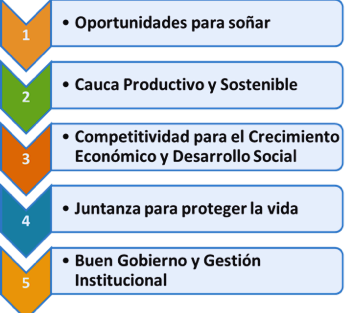 1
• Oportunidades para soñar
2
• Cauca Productivo y Sostenible
3
• Competitividad para el Crecimiento
Económico y Desarrollo Social
4
• Juntanza para proteger la vida
5
• Buen Gobierno y Gestión
Institucional